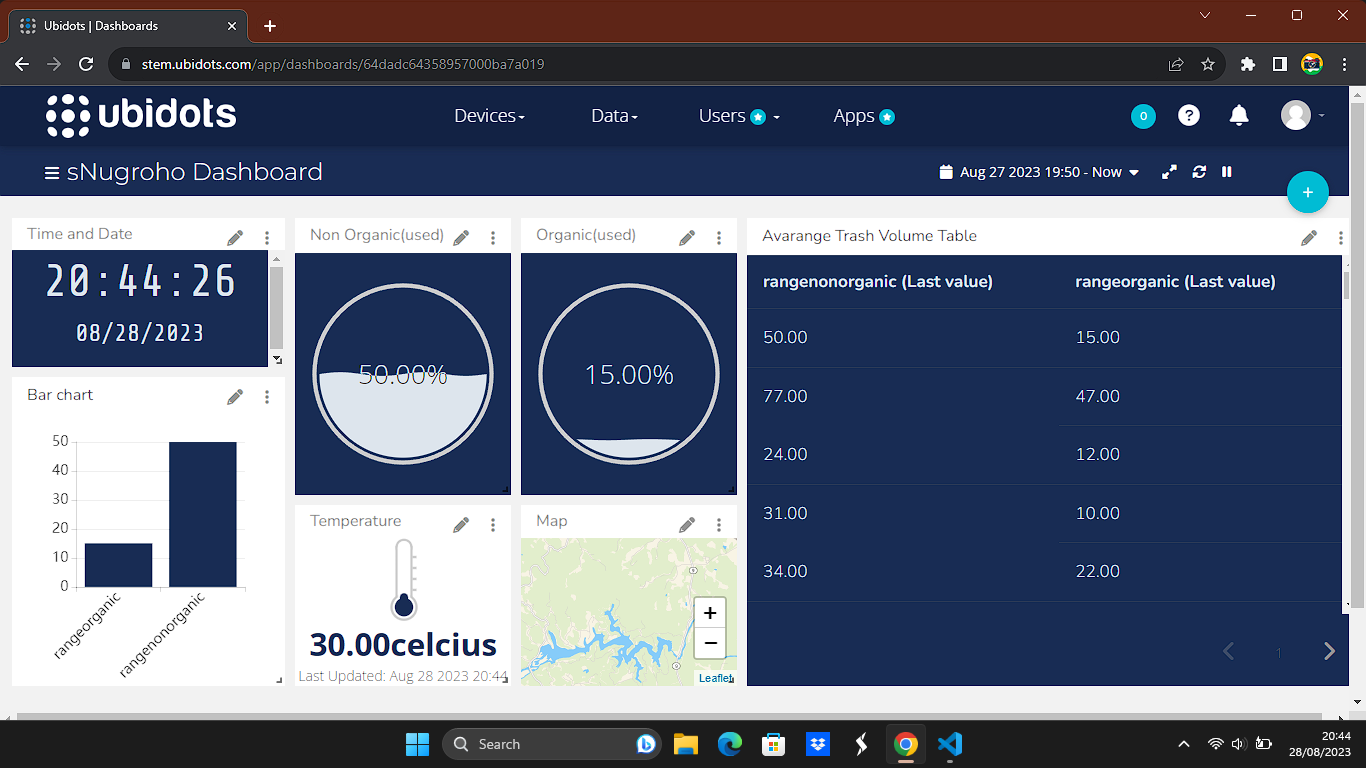 Ubidots | Dashboards
stem.ubidots.com/app/dashboards/64dadc64358957000ba7a019
ubidots
Devices
Data
Users
Apps
0
?
sNugroho Dashboard
Aug 27 2023 19:50 - Now
+
Time and Date
20:44:26
08/28/2023
Non Organic(used)
50.00%
Organic(used)
15.00%
Avarange Trash Volume Table
rangenonorganic (Last value) rangeorganic (Last value)
50.00 15.00
77.00 47.00
24.00 12.00
31.00 10.00
34.00 22.00
1
Bar chart
50
40
30
20
10
0
rangeorganic
rangenonorganic
Temperature
30.00celcius
Last Updated: Aug 28 2023 20:44
Map
+
−
Leaflet
Search
20:44
28/08/2023